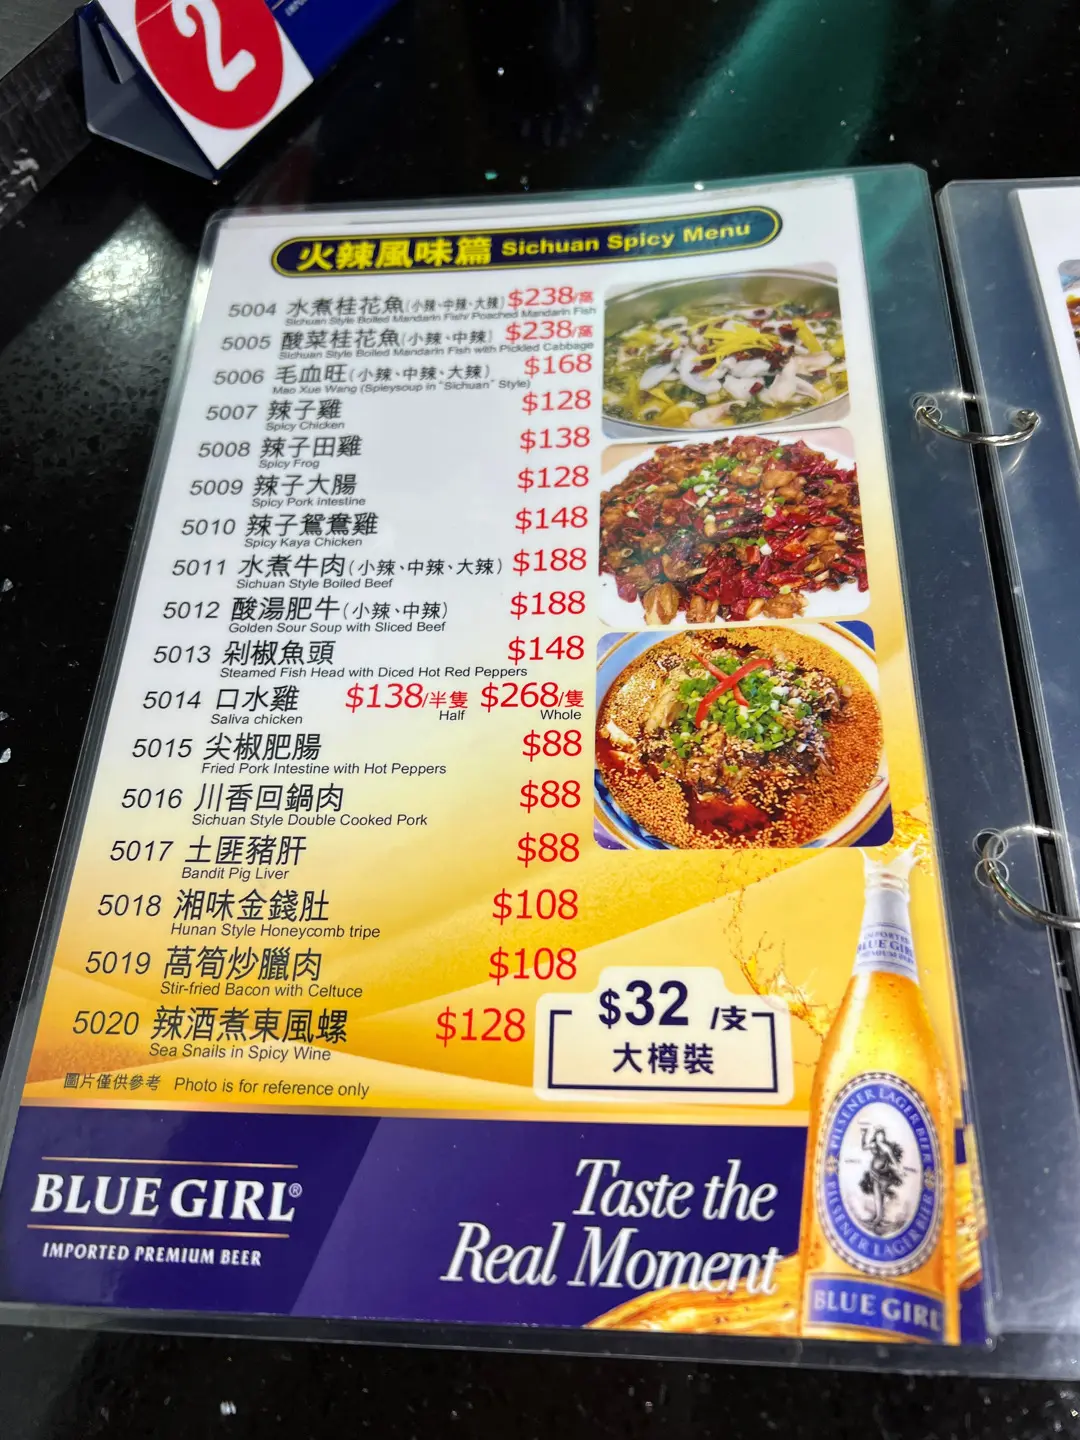 2
火辣風味篇 Sichuan Spicy Menu
5004 水煮桂花魚(小辣、中辣、大辣) $238/窩
Sichuan Style Boiled Mandarin Fish/ Poached Mandarin Fish
5005 酸菜桂花魚(小辣、中辣) $238/窩
Sichuan Style Boiled Mandarin Fish with Pickled Cabbage
5006 毛血旺(小辣、中辣、大辣) $168
Mao Xue Wang (Spieysoup in "Sichuan" Style)
5007 辣子雞 $128
Spicy Chicken
5008 辣子田雞 $138
Spicy Frog
5009 辣子大腸 $128
Spicy Pork intestine
5010 辣子鴛鴦雞 $148
Spicy Kaya Chicken
5011 水煮牛肉(小辣、中辣、大辣) $188
Sichuan Style Boiled Beef
5012 酸湯肥牛(小辣、中辣) $188
Golden Sour Soup with Sliced Beef
5013 剁椒魚頭 $148
Steamed Fish Head with Diced Hot Red Peppers
5014 口水雞 $138/半隻 $268/隻
Saliva chicken Half Whole
5015 尖椒肥腸 $88
Fried Pork Intestine with Hot Peppers
5016 川香回鍋肉 $88
Sichuan Style Double Cooked Pork
5017 土匪豬肝 $88
Bandit Pig Liver
5018 湘味金錢肚 $108
Hunan Style Honeycomb tripe
5019 萵筍炒臘肉 $108
Stir-fried Bacon with Celtuce
5020 辣酒煮東風螺 $128
Sea Snails in Spicy Wine
圖片僅供參考 Photo is for reference only
$32 /支
大樽裝
BLUE GIRL®
IMPORTED PREMIUM BEER
Taste the
Real Moment
IMPORTED
BLUE GIRL
PREMIUM BEER
PILSENER LAGER BEER
PILSENER LAGER BEER
BLUE GIRL